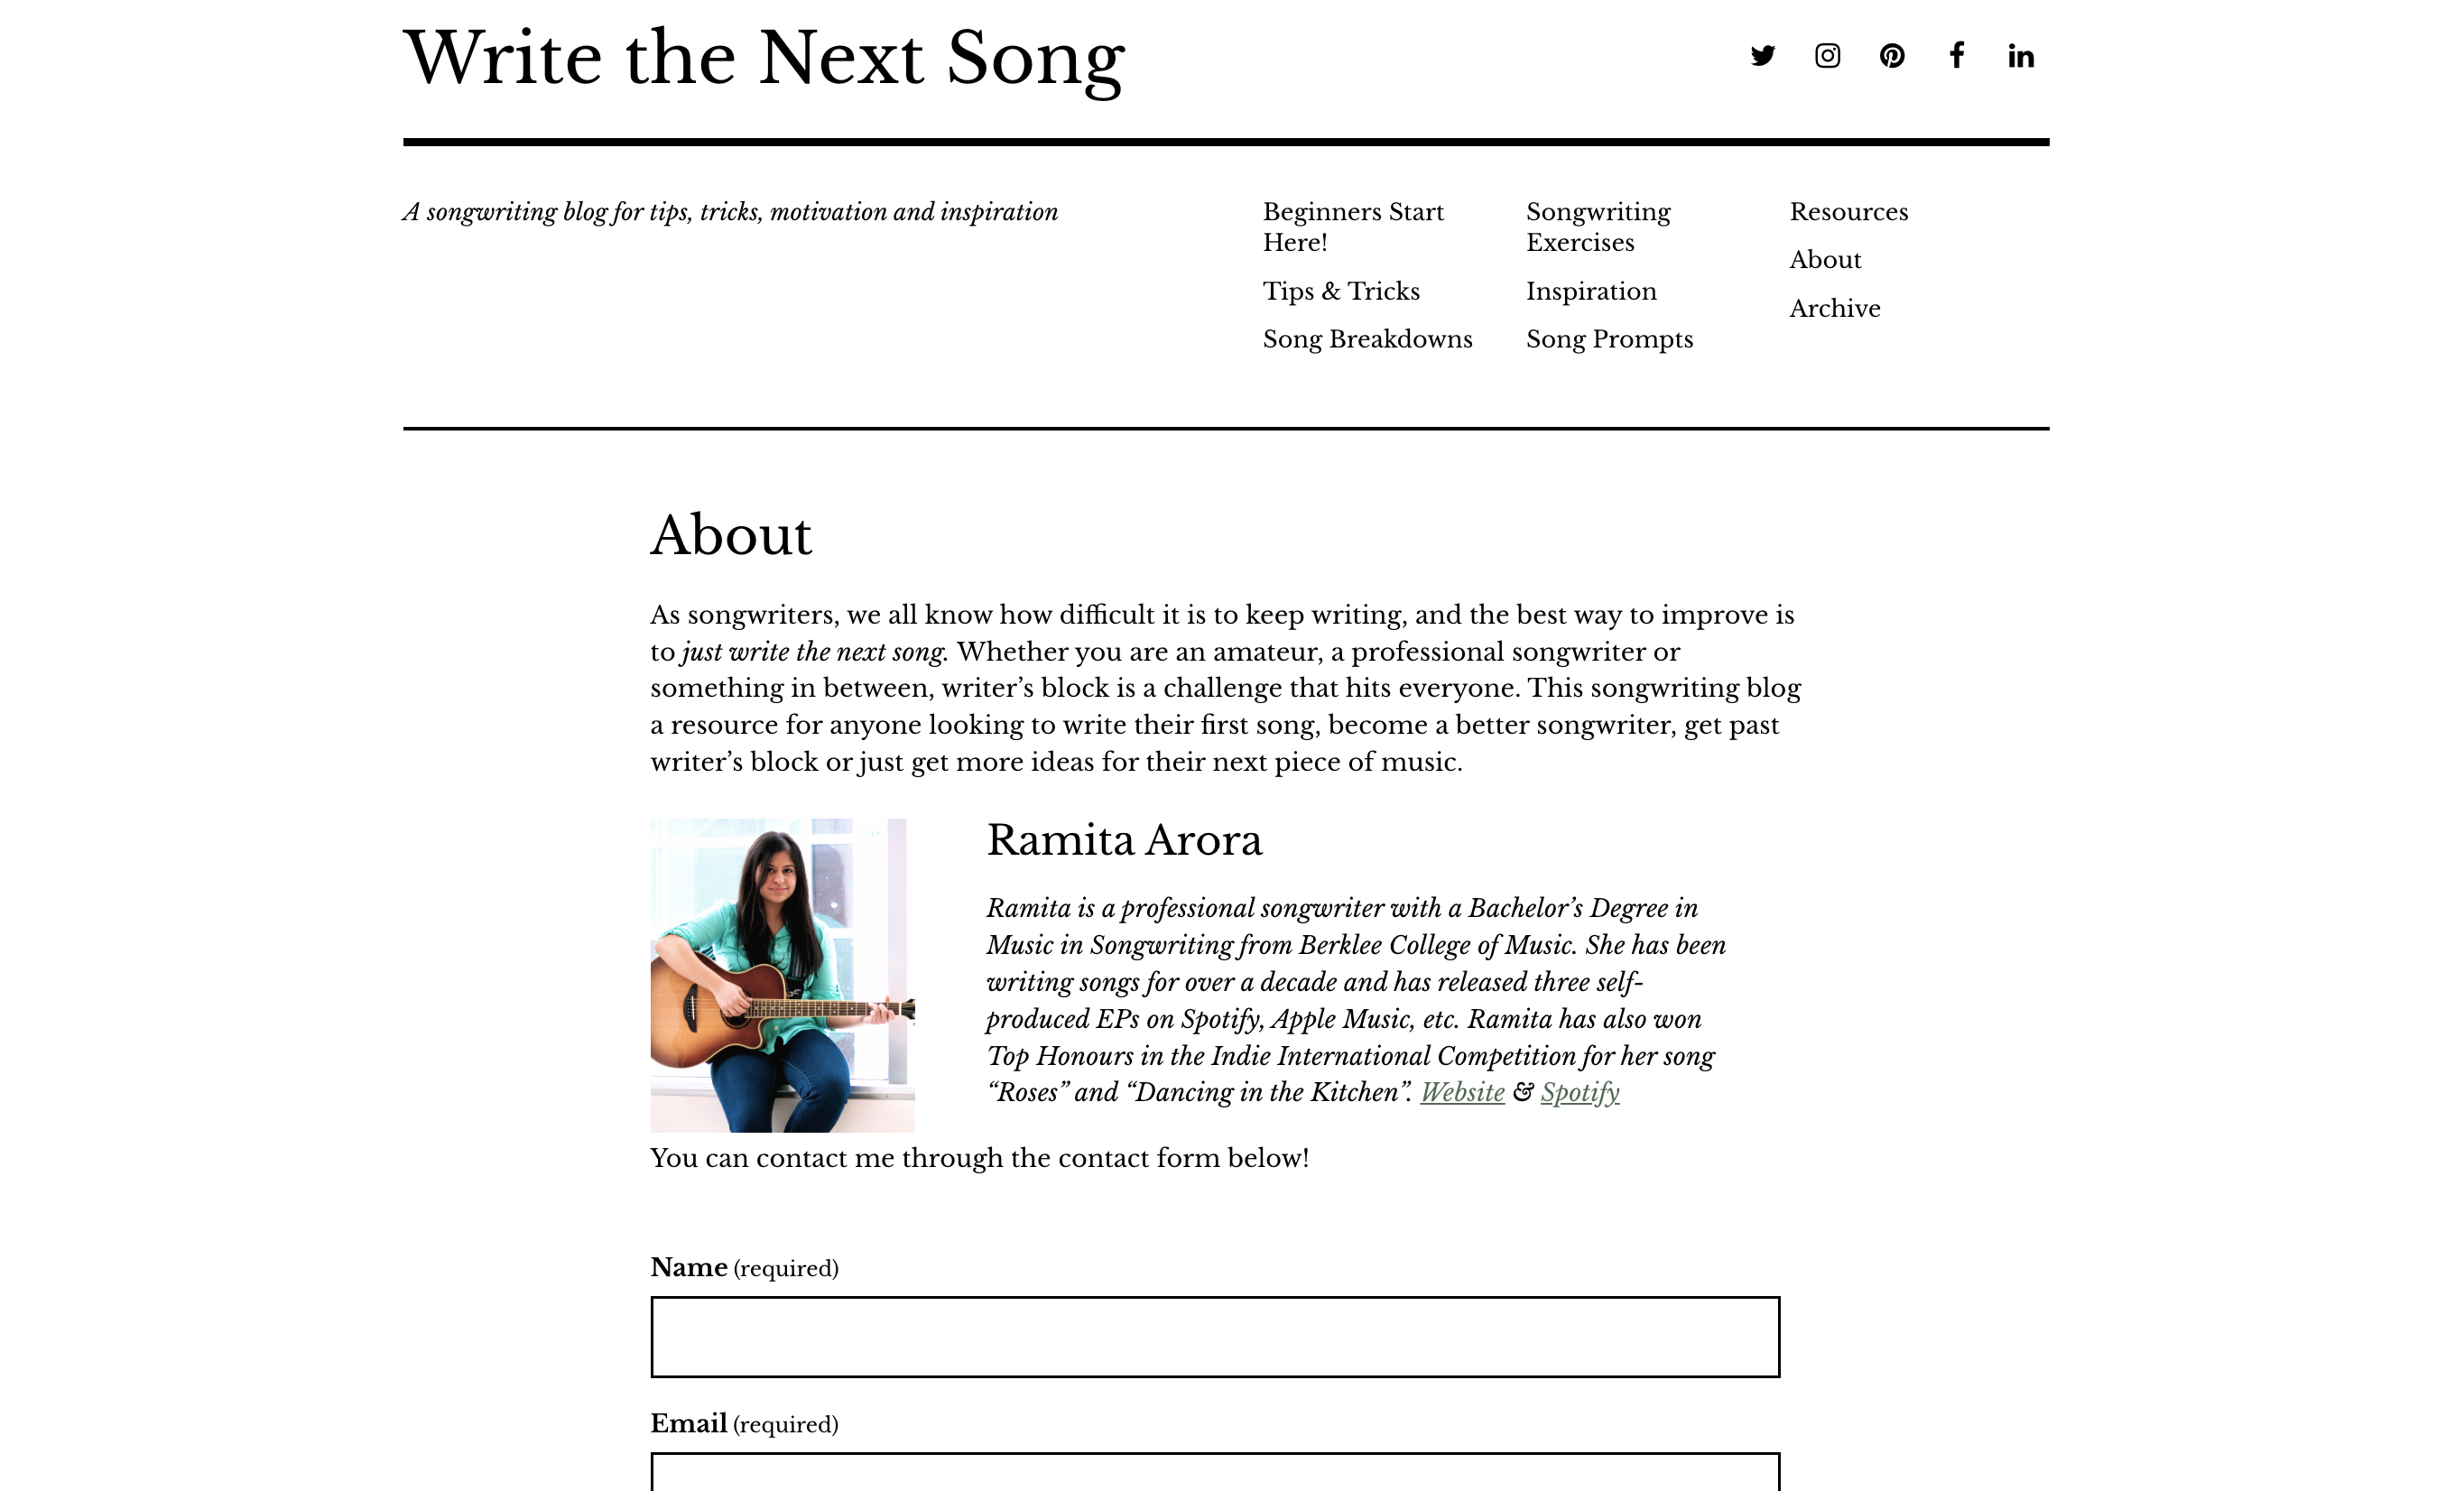 Write the Next Song
A songwriting blog for tips, tricks, motivation and inspiration
Beginners Start
Here!
Tips & Tricks
Song Breakdowns
Songwriting
Exercises
Inspiration
Song Prompts
Resources
About
Archive
About
As songwriters, we all know how difficult it is to keep writing, and the best way to improve is
to just write the next song. Whether you are an amateur, a professional songwriter or
something in between, writer’s block is a challenge that hits everyone. This songwriting blog
a resource for anyone looking to write their first song, become a better songwriter, get past
writer’s block or just get more ideas for their next piece of music.
Ramita Arora
Ramita is a professional songwriter with a Bachelor’s Degree in
Music in Songwriting from Berklee College of Music. She has been
writing songs for over a decade and has released three self-
produced EPs on Spotify, Apple Music, etc. Ramita has also won
Top Honours in the Indie International Competition for her song
“Roses” and “Dancing in the Kitchen”. Website & Spotify
You can contact me through the contact form below!
Name (required)
Email (required)